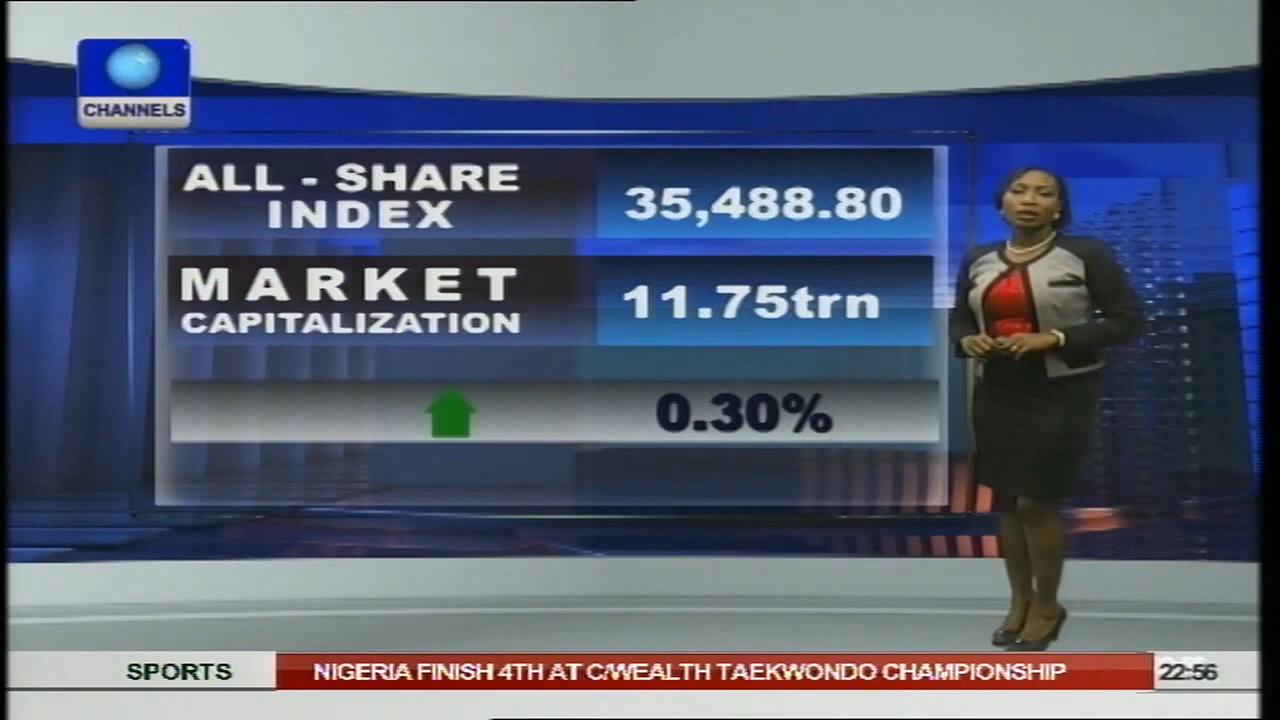 CHANNELS
ALL - SHARE
INDEX
35,488.80
MARKET
CAPITALIZATION
11.75trn
0.30%
SPORTS
NIGERIA FINISH 4TH AT C/WEALTH TAEKWONDO CHAMPIONSHIP
22:56